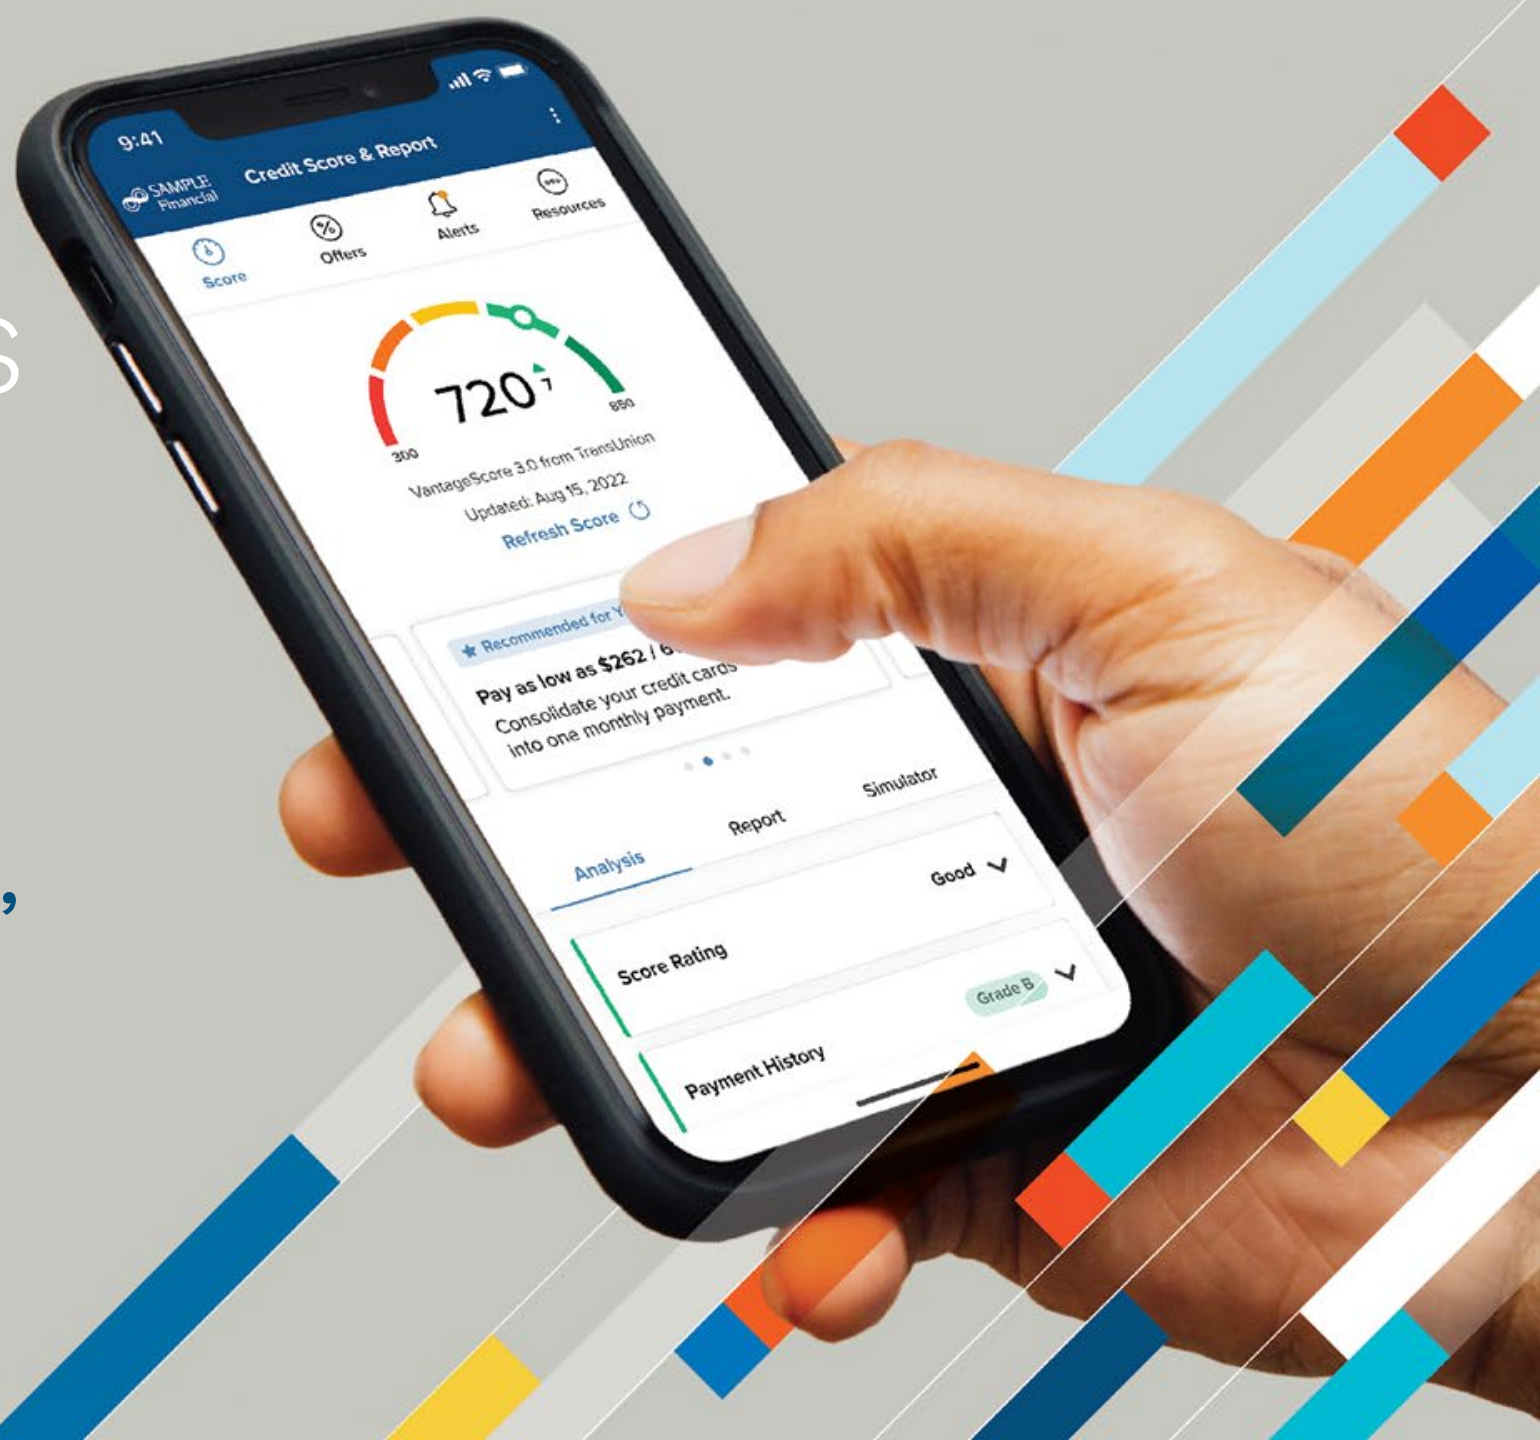 9:41
SAMPLE
Financial
Credit Score & Report
Score
Offers
Alerts
Resources
S
720
7
300
850
VantageScore 3.0 from TransUnion
Updated: Aug 15, 2022
Refresh Score
Recommended for
Pay as low as $262 /
Consolidate your credit cards
into one monthly payment.
Analysis
Report
Simulator
,
Score Rating
Good
Payment History
Grade B